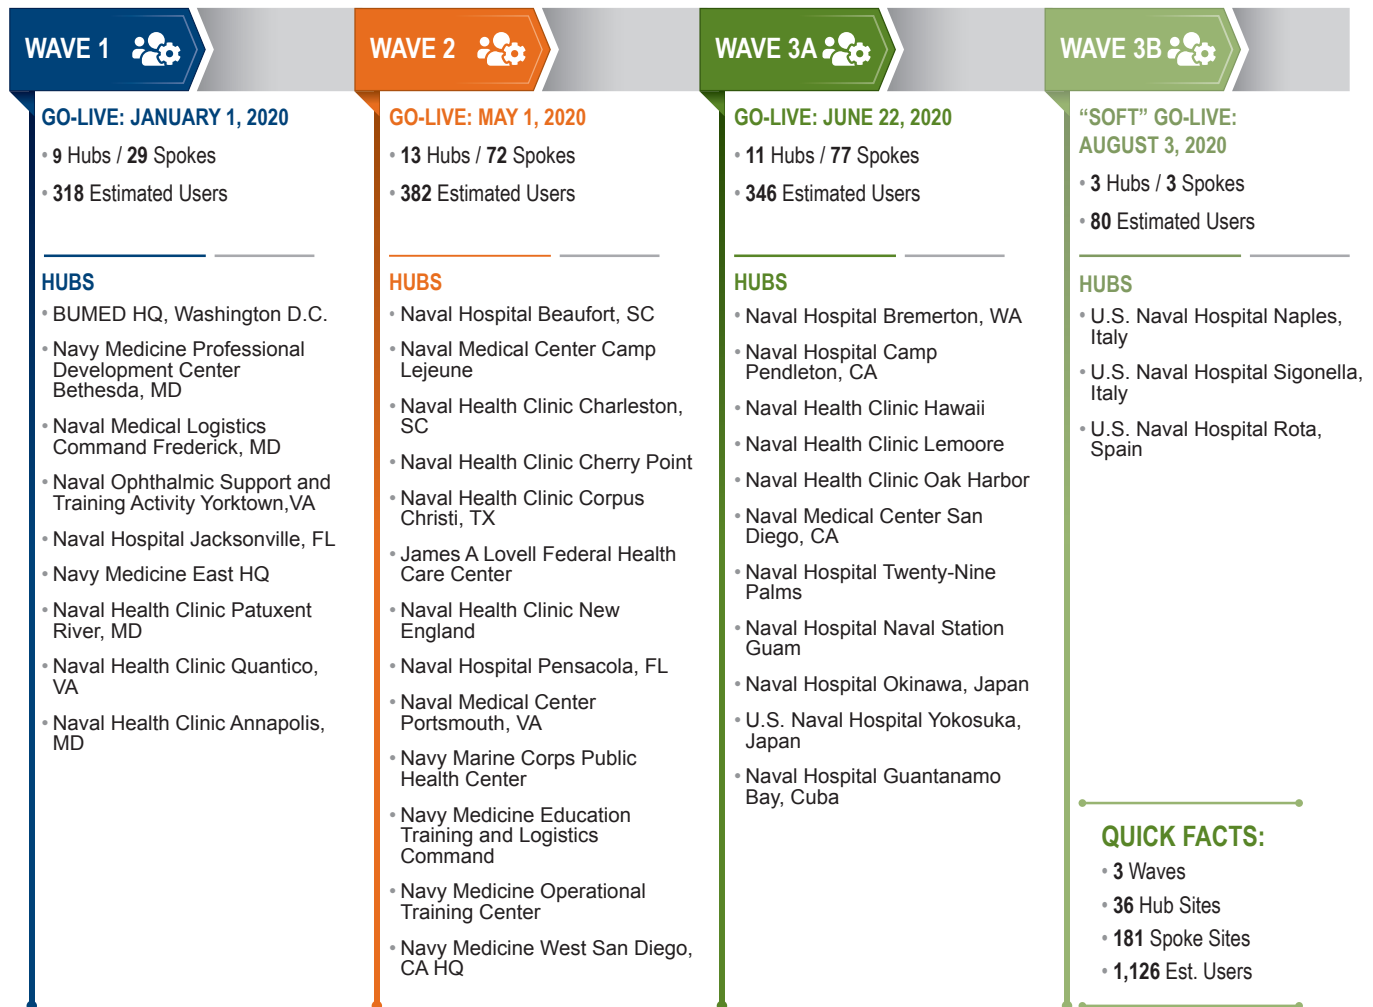 WAVE 1
GO-LIVE: JANUARY 1, 2020
• 9 Hubs / 29 Spokes
• 318 Estimated Users
HUBS
• BUMED HQ, Washington D.C.
• Navy Medicine Professional
Development Center
Bethesda, MD
• Naval Medical Logistics
Command Frederick, MD
• Naval Ophthalmic Support and
Training Activity Yorktown,VA
• Naval Hospital Jacksonville, FL
• Navy Medicine East HQ
• Naval Health Clinic Patuxent
River, MD
• Naval Health Clinic Quantico,
VA
• Naval Health Clinic Annapolis,
MD
WAVE 2
GO-LIVE: MAY 1, 2020
• 13 Hubs / 72 Spokes
• 382 Estimated Users
HUBS
• Naval Hospital Beaufort, SC
• Naval Medical Center Camp
Lejeune
• Naval Health Clinic Charleston,
SC
• Naval Health Clinic Cherry Point
• Naval Health Clinic Corpus
Christi, TX
• James A Lovell Federal Health
Care Center
• Naval Health Clinic New
England
• Naval Hospital Pensacola, FL
• Naval Medical Center
Portsmouth, VA
• Navy Marine Corps Public
Health Center
• Navy Medicine Education
Training and Logistics
Command
• Navy Medicine Operational
Training Center
• Navy Medicine West San Diego,
CA HQ
WAVE 3A
GO-LIVE: JUNE 22, 2020
• 11 Hubs / 77 Spokes
• 346 Estimated Users
HUBS
• Naval Hospital Bremerton, WA
• Naval Hospital Camp
Pendleton, CA
• Naval Health Clinic Hawaii
• Naval Health Clinic Lemoore
• Naval Health Clinic Oak Harbor
• Naval Medical Center San
Diego, CA
• Naval Hospital Twenty-Nine
Palms
• Naval Hospital Naval Station
Guam
• Naval Hospital Okinawa, Japan
• U.S. Naval Hospital Yokosuka,
Japan
• Naval Hospital Guantanamo
Bay, Cuba
WAVE 3B
“SOFT” GO-LIVE:
AUGUST 3, 2020
• 3 Hubs / 3 Spokes
• 80 Estimated Users
HUBS
• U.S. Naval Hospital Naples,
Italy
• U.S. Naval Hospital Sigonella,
Italy
• U.S. Naval Hospital Rota,
Spain
QUICK FACTS:
• 3 Waves
• 36 Hub Sites
• 181 Spoke Sites
• 1,126 Est. Users